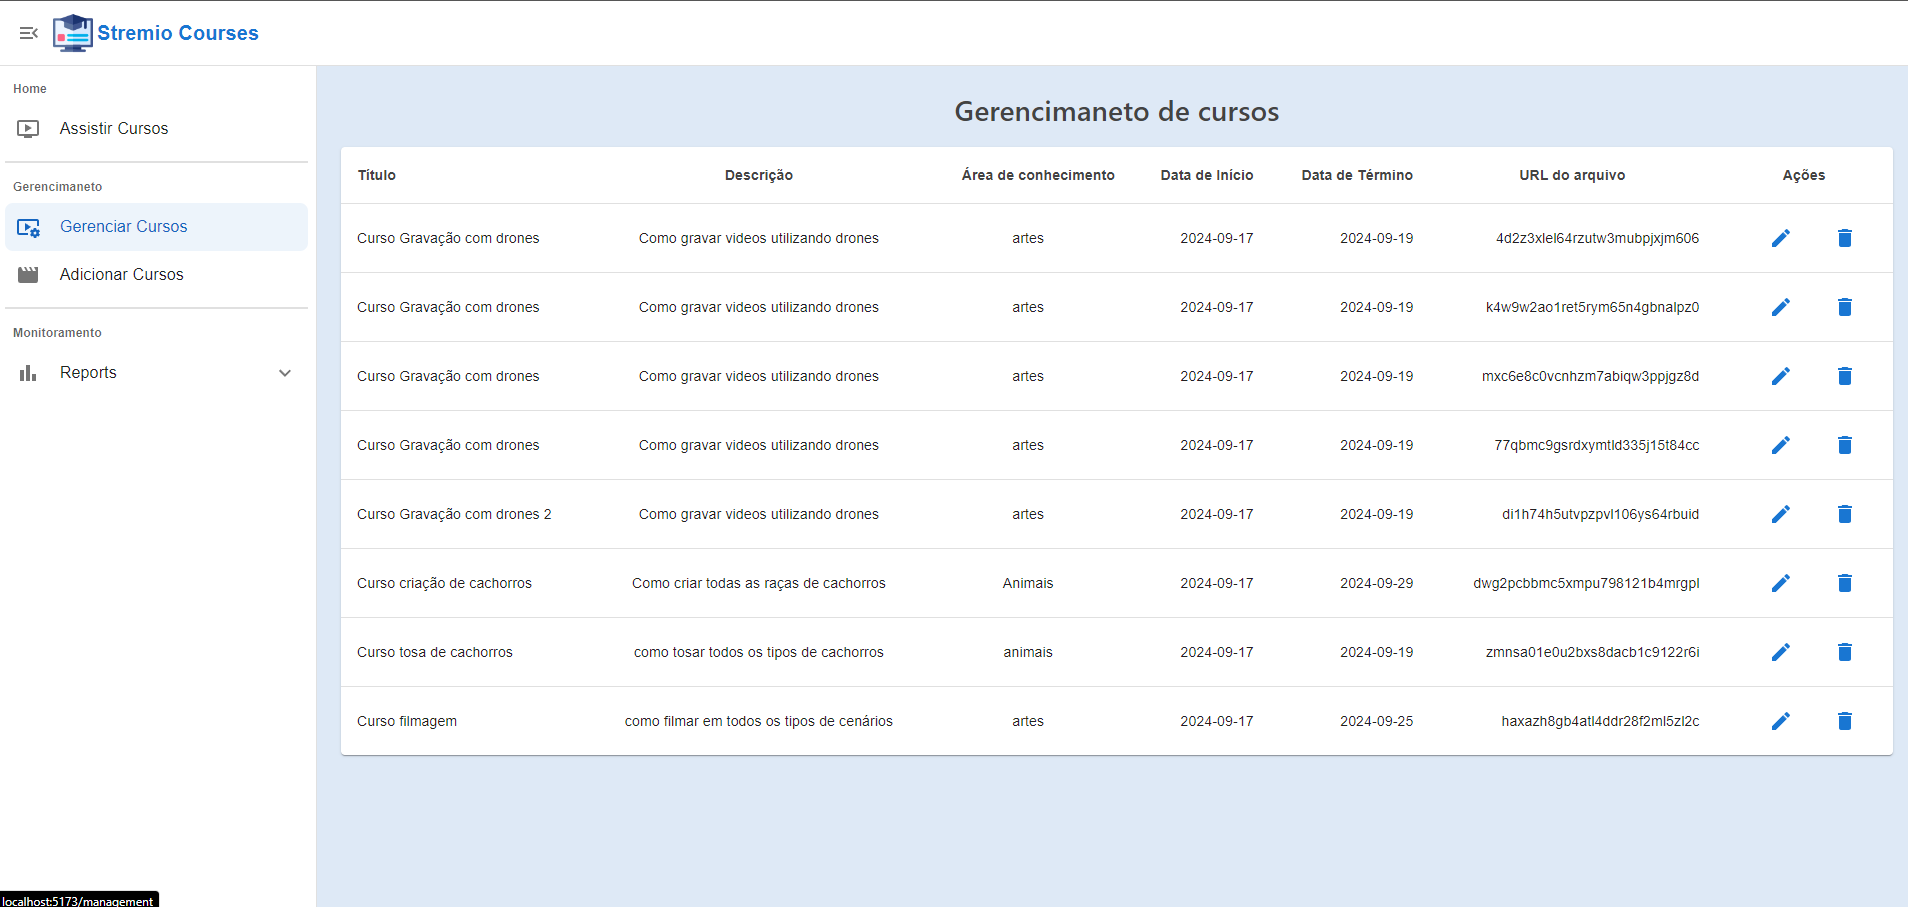 Stremio Courses
Home
Assistir Cursos
Gerencimaneto
Gerenciar Cursos
Adicionar Cursos
Monitoramento
Reports
Gerencimaneto de cursos
Título Descrição Área de conhecimento Data de Início Data de Término URL do arquivo Ações
Curso Gravação com drones Como gravar videos utilizando drones artes 2024-09-17 2024-09-19 4d2z3xlel64rzutw3mubpjxjm606
Curso Gravação com drones Como gravar videos utilizando drones artes 2024-09-17 2024-09-19 k4w9w2ao1ret5rym65n4gbnalpz0
Curso Gravação com drones Como gravar videos utilizando drones artes 2024-09-17 2024-09-19 mxc6e8c0vcnhzm7abiqw3ppjgz8d
Curso Gravação com drones Como gravar videos utilizando drones artes 2024-09-17 2024-09-19 77qbmc9gsrdxymtld335j15t84cc
Curso Gravação com drones 2 Como gravar videos utilizando drones artes 2024-09-17 2024-09-19 di1h74h5utvpzpvl106ys64rbuid
Curso criação de cachorros Como criar todas as raças de cachorros Animais 2024-09-17 2024-09-29 dwg2pcbbmc5xmpu798121b4mrgpl
Curso tosa de cachorros como tosar todos os tipos de cachorros animais 2024-09-17 2024-09-19 zmnsa01e0u2bxs8dacb1c9122r6i
Curso filmagem como filmar em todos os tipos de cenários artes 2024-09-17 2024-09-25 haxazh8gb4atl4ddr28f2ml5zl2c
localhost:5173/management